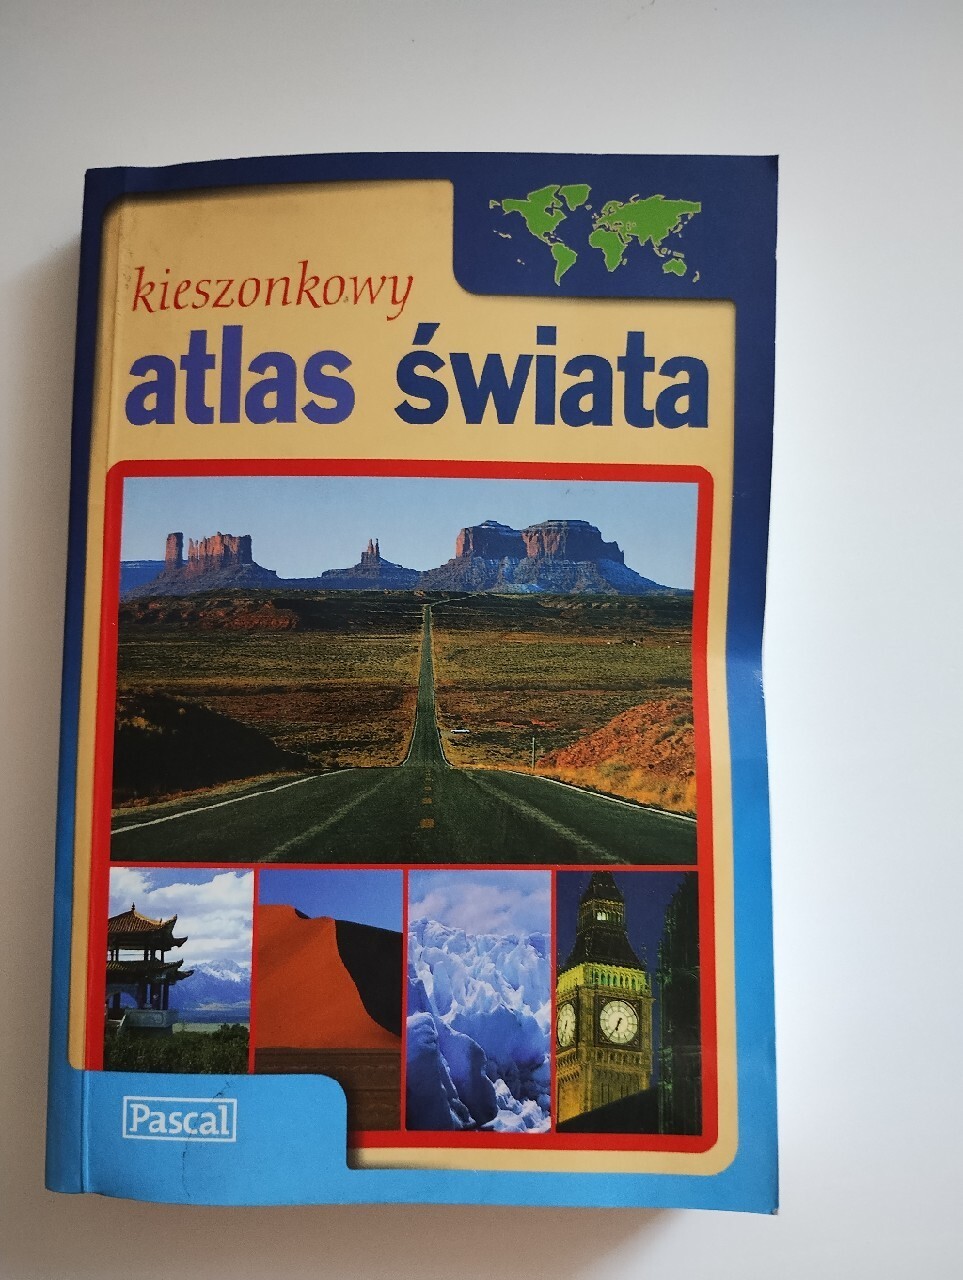 kieszonkowy
atlas świata
Pascal